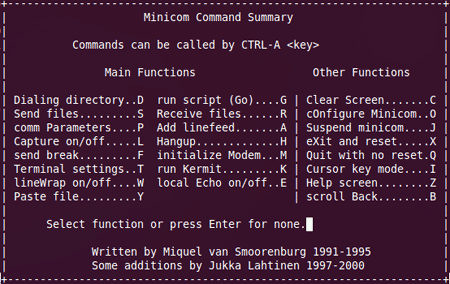 Minicom Command Summary
Commands can be called by CTRL-A <key>
Main Functions Other Functions
Dialing directory..D run script (Go)....G | Clear Screen.......C
Send files.........S Receive files......R | cOnfigure Minicom..O
comm Parameters....P Add linefeed.......A | Suspend minicom....J
Capture on/off.....L Hangup.............H | eXit and reset.....X
send break.........F initialize Modem...M | Quit with no reset.Q
Terminal settings..T run Kermit.........K | Cursor key mode....I
lineWrap on/off....W local Echo on/off..E | Help screen........Z
Paste file.........Y | scroll Back........B
Select function or press Enter for none.
Written by Miquel van Smoorenburg 1991-1995
Some additions by Jukka Lahtinen 1997-2000